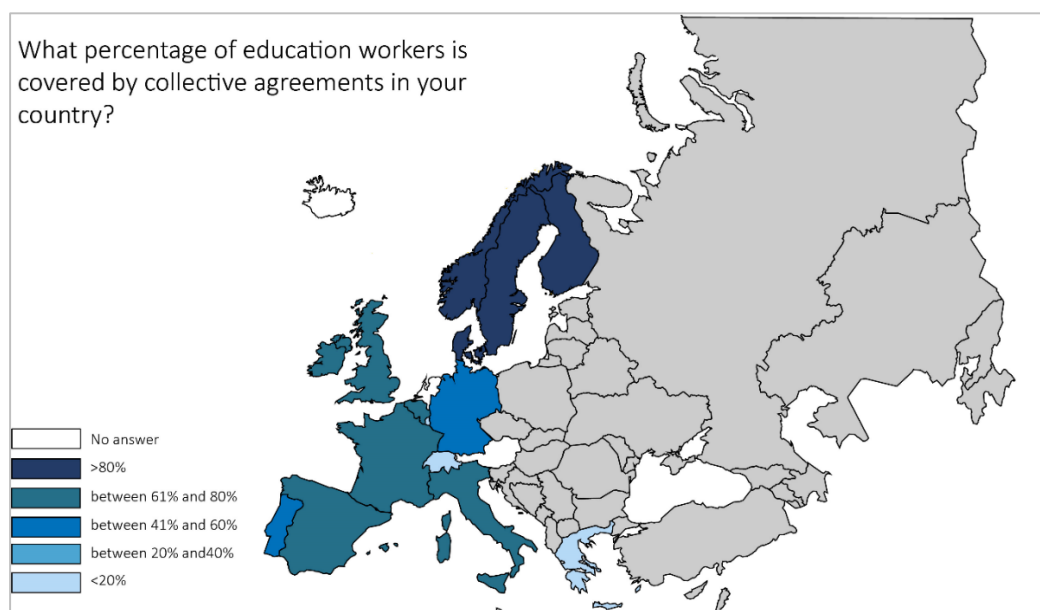 What percentage of education workers is
covered by collective agreements in your
country?
No answer
>80%
between 61% and 80%
between 41% and 60%
between 20% and40%
<20%